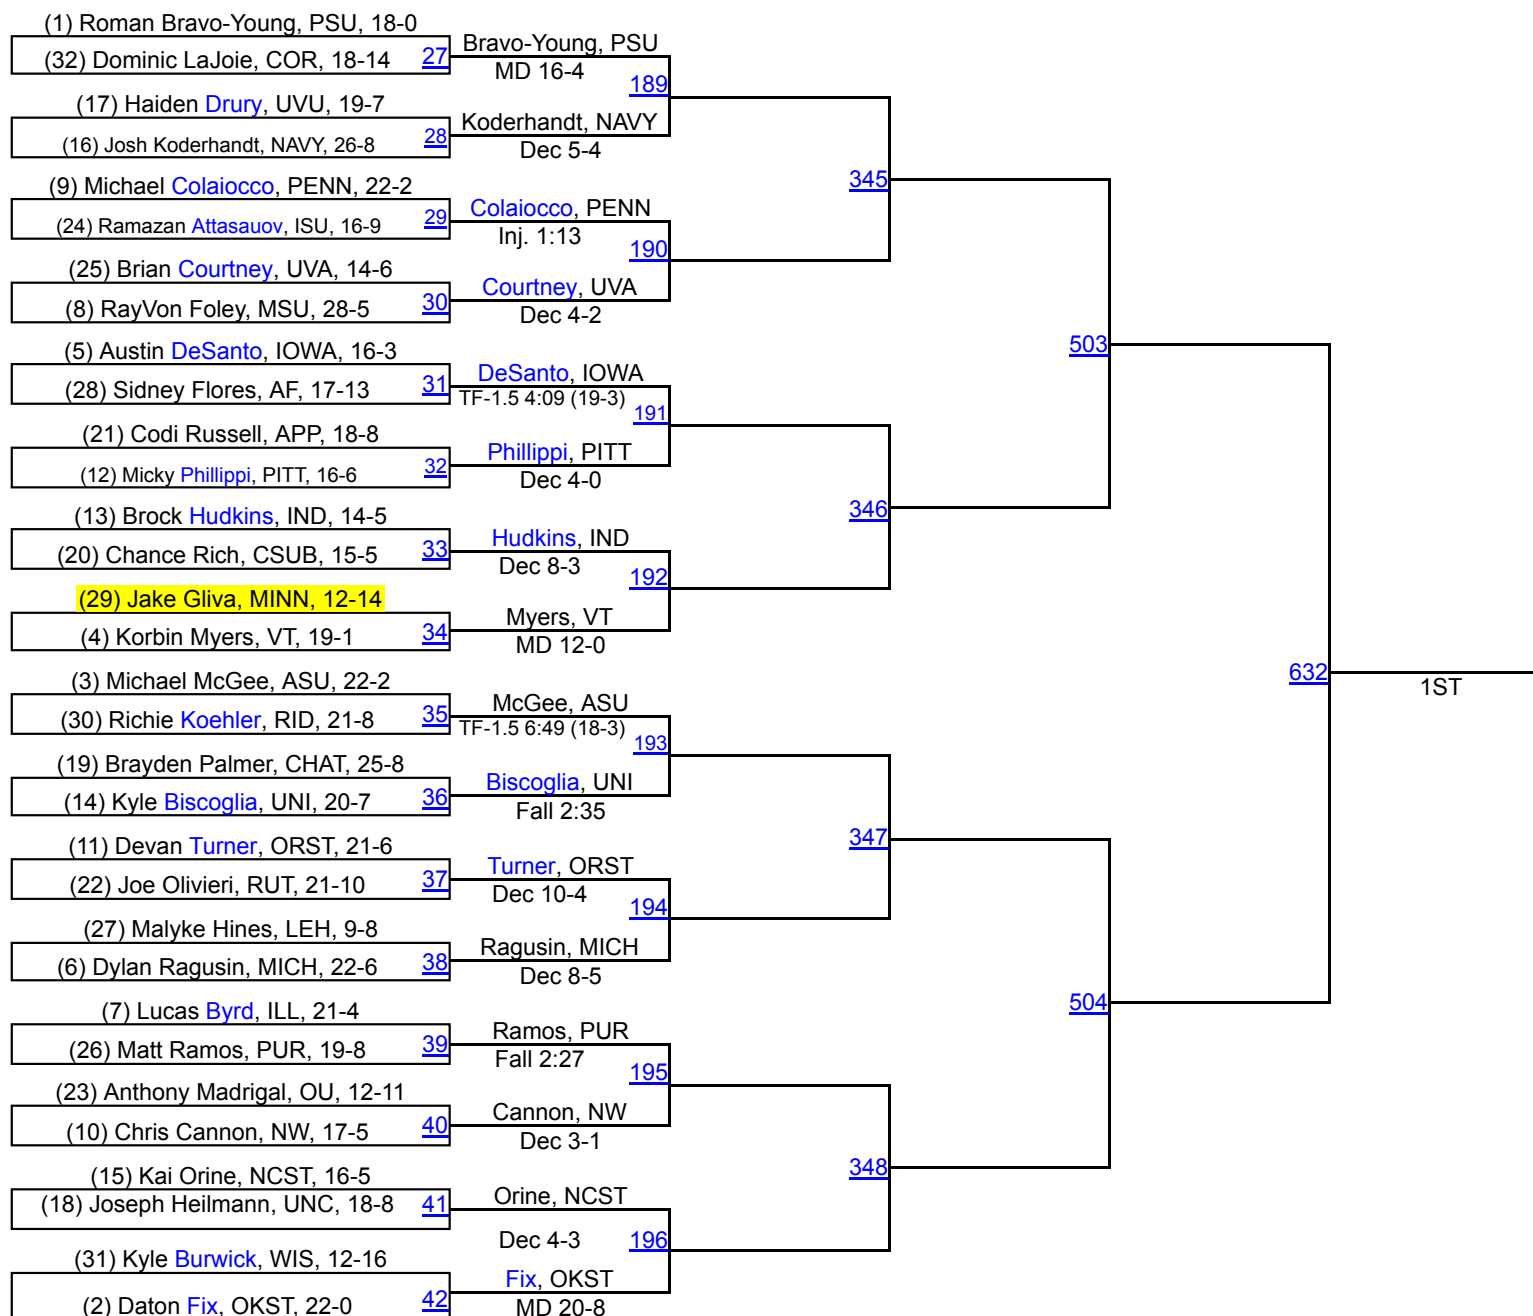 (1) Roman Bravo-Young, PSU, 18-0
(32) Dominic LaJoie, COR, 18-14 27
Bravo-Young, PSU
MD 16-4
189
(17) Haiden Drury, UVU, 19-7
(16) Josh Koderhandt, NAVY, 26-8 28
Koderhandt, NAVY
Dec 5-4
345
(9) Michael Colaiocco, PENN, 22-2
(24) Ramazan Attasauov, ISU, 16-9 29
Colaiocco, PENN
Inj. 1:13
190
(25) Brian Courtney, UVA, 14-6
(8) RayVon Foley, MSU, 28-5 30
Courtney, UVA
Dec 4-2
503
(5) Austin DeSanto, IOWA, 16-3
(28) Sidney Flores, AF, 17-13 31
DeSanto, IOWA
TF-1.5 4:09 (19-3)
191
(21) Codi Russell, APP, 18-8
(12) Micky Phillippi, PITT, 16-6 32
Phillippi, PITT
Dec 4-0
346
(13) Brock Hudkins, IND, 14-5
(20) Chance Rich, CSUB, 15-5 33
Hudkins, IND
Dec 8-3
192
(29) Jake Gliva, MINN, 12-14
(4) Korbin Myers, VT, 19-1 34
Myers, VT
MD 12-0
632
1ST
(3) Michael McGee, ASU, 22-2
(30) Richie Koehler, RID, 21-8 35
McGee, ASU
TF-1.5 6:49 (18-3)
193
(19) Brayden Palmer, CHAT, 25-8
(14) Kyle Biscoglia, UNI, 20-7 36
Biscoglia, UNI
Fall 2:35
347
(11) Devan Turner, ORST, 21-6
(22) Joe Olivieri, RUT, 21-10 37
Turner, ORST
Dec 10-4
194
(27) Malyke Hines, LEH, 9-8
(6) Dylan Ragusin, MICH, 22-6 38
Ragusin, MICH
Dec 8-5
504
(7) Lucas Byrd, ILL, 21-4
(26) Matt Ramos, PUR, 19-8 39
Ramos, PUR
Fall 2:27
195
(23) Anthony Madrigal, OU, 12-11
(10) Chris Cannon, NW, 17-5 40
Cannon, NW
Dec 3-1
348
(15) Kai Orine, NCST, 16-5
(18) Joseph Heilmann, UNC, 18-8 41
Orine, NCST
Dec 4-3
196
(31) Kyle Burwick, WIS, 12-16
(2) Daton Fix, OKST, 22-0 42
Fix, OKST
MD 20-8